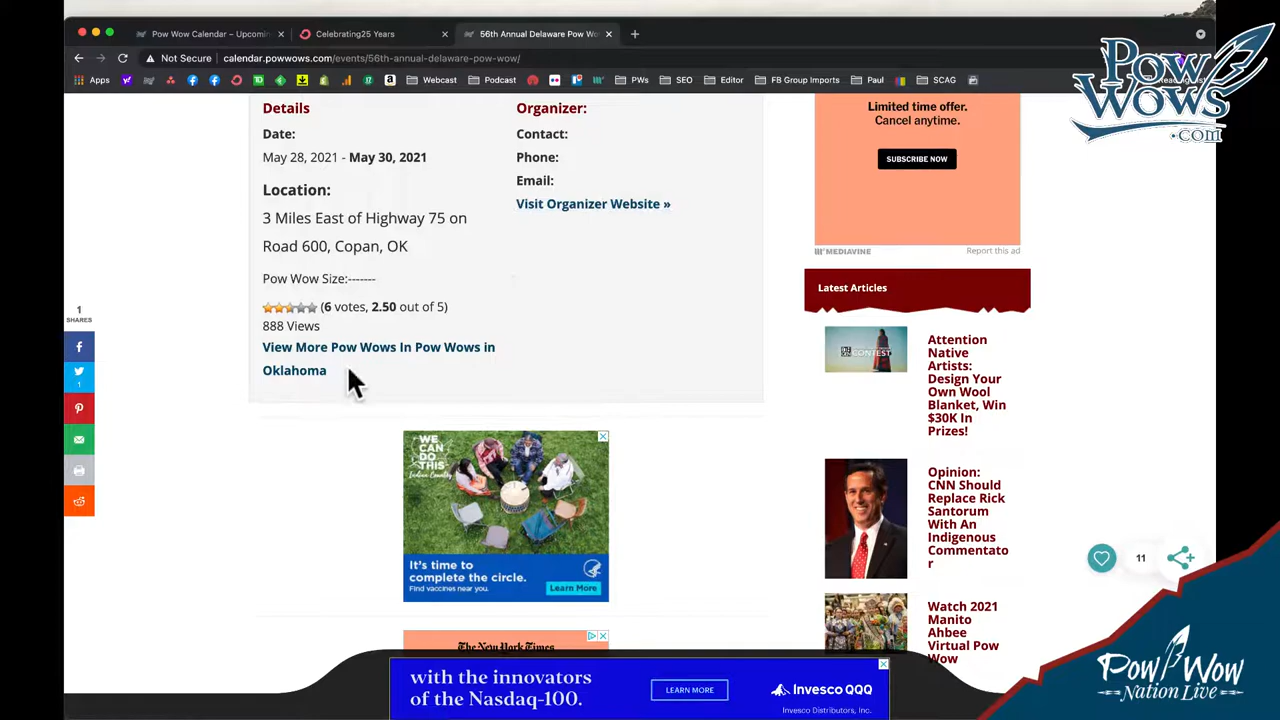 Pow Wow Calendar – Upcomin
Celebrating25 Years
56th Annual Delaware Pow Wo
Not Secure
calendar.powwows.com/events/56th-annual-delaware-pow-wow/
Apps
Webcast
Podcast
PWs
SEO
Editor
FB Group Imports
Paul
SCAG
Pow
Wows
.com
Details
Date:
May 28, 2021 - May 30, 2021
Location:
3 Miles East of Highway 75 on
Road 600, Copan, OK
Pow Wow Size:-------
(6 votes, 2.50 out of 5)
888 Views
View More Pow Wows In Pow Wows in
Oklahoma
Organizer:
Contact:
Phone:
Email:
Visit Organizer Website »
Limited time offer.
Cancel anytime.
SUBSCRIBE NOW
MEDIAVINE
Report this ad
Latest Articles
Attention
Native
Artists:
Design Your
Own Wool
Blanket, Win
$30K In
Prizes!
Opinion:
CNN Should
Replace Rick
Santorum
With An
Indigenous
Commentato
r
Watch 2021
Manito
Ahbee
Virtual Pow
Wow
1
SHARES
1
WE
CAN DO
THIS
Indian Country
It's time to
complete the circle.
Find vaccines near you.
Learn More
The New York Times
with the innovators
of the Nasdaq-100.
LEARN MORE
Invesco QQQ
Invesco Distributors, Inc.
11
Pow Wow
Nation Live